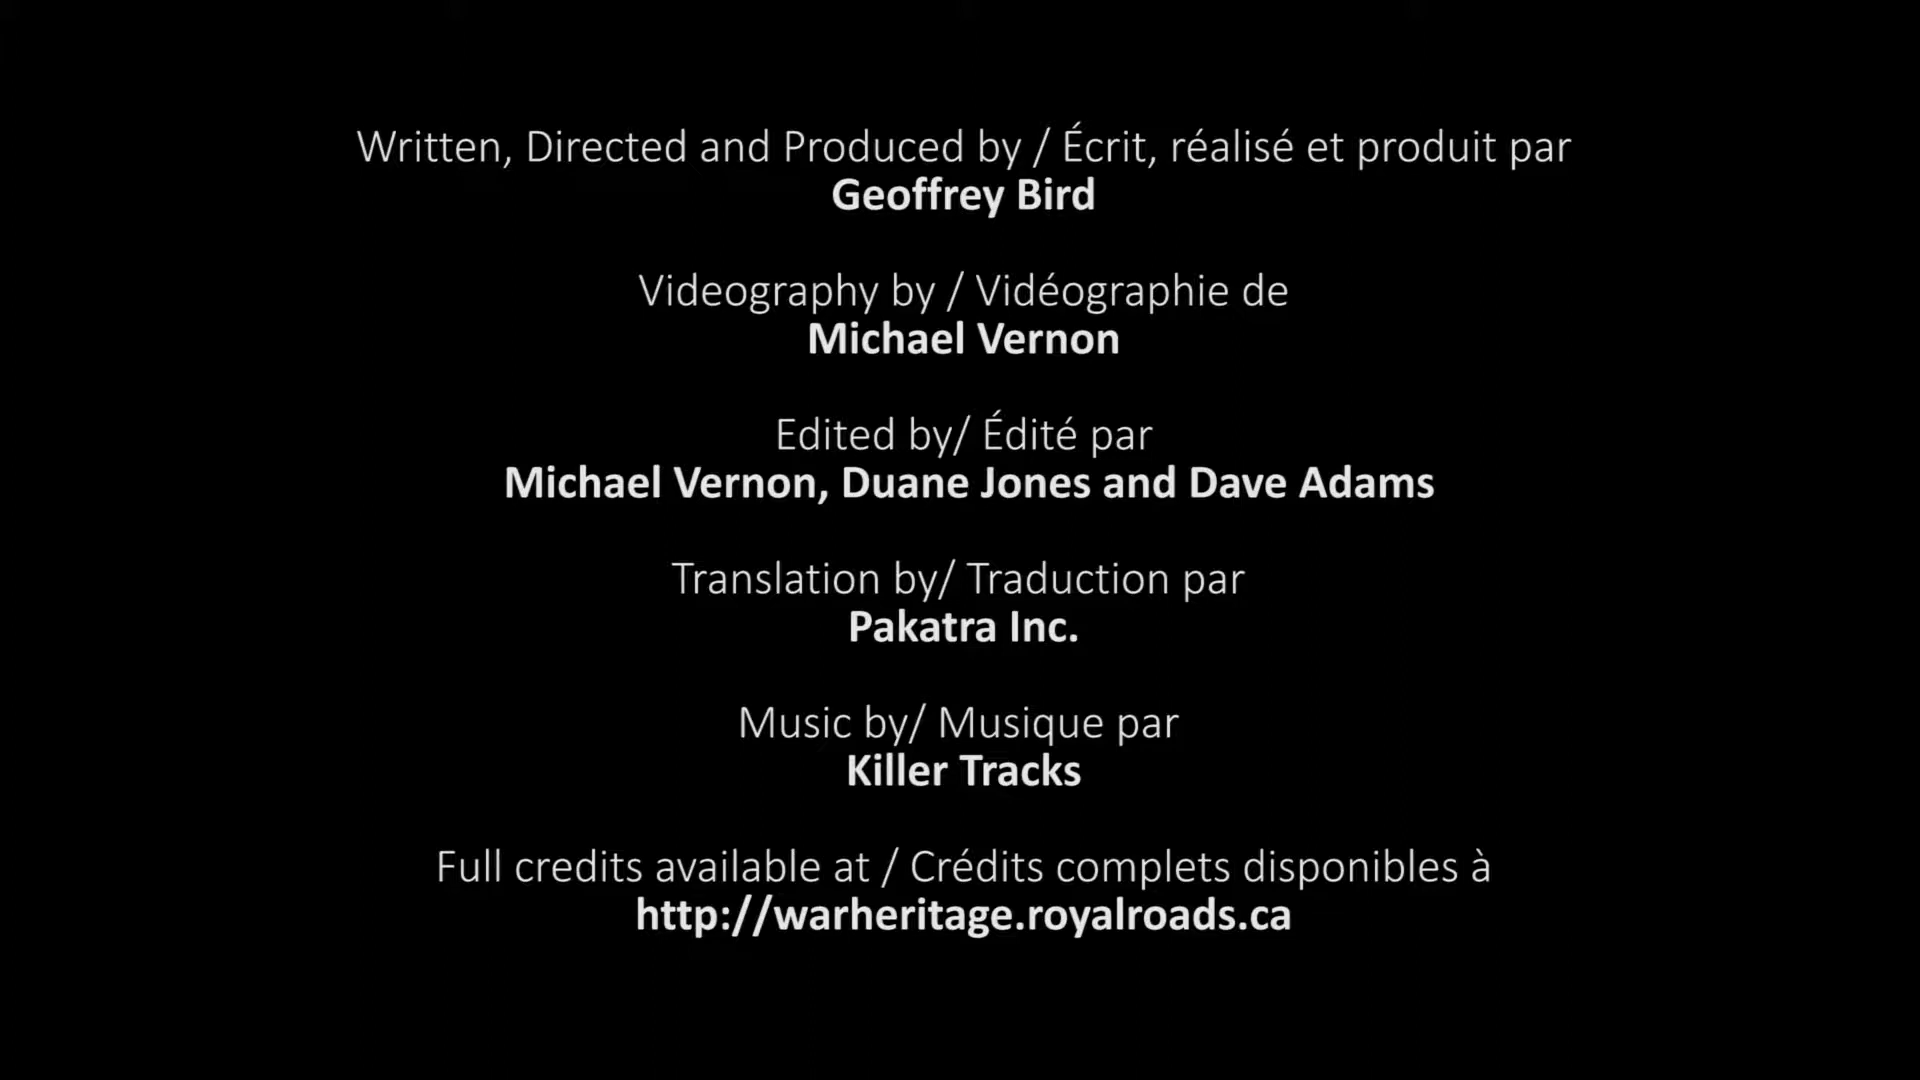 Written, Directed and Produced by / Écrit, réalisé et produit par
Geoffrey Bird
Videography by / Vidéographie de
Michael Vernon
Edited by/ Édité par
Michael Vernon, Duane Jones and Dave Adams
Translation by/ Traduction par
Pakatra Inc.
Music by/ Musique par
Killer Tracks
Full credits available at / Crédits complets disponibles à
http://warheritage.royalroads.ca